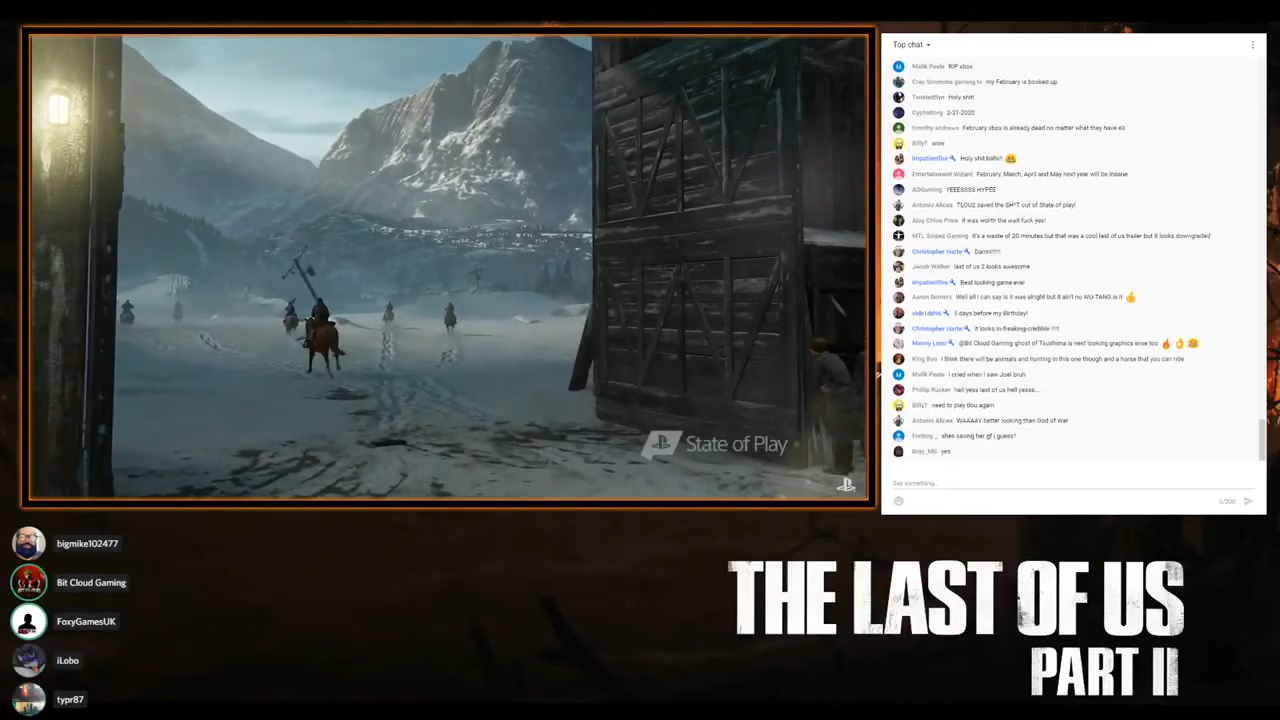 Top chat
Malik Peele RIP xbox
Cray Simmons gaming tv my February is booked up.
TwistedSyn Holy shit!
Cyphedorg 2-21-2020
timothy andrews February xbox is already dead no matter what they have e3
BillyT wow
Impatientfire Holy shit balls!!
Entertainment Wizard February, March, April and May next year will be insane
ADGaming YEEESSSS HYPEE
Antonio Alicea TLOU2 saved the SH*T out of State of play!
Aloy Chloe Price it was worth the wait fuck yes!
MTL Snipez Gaming it's a waste of 20 minutes but that was a cool last of us trailer but it looks downgraded
Christopher Harte Damn!!!!!
Jacob Walker last of us 2 looks awesome
Impatientfire Best looking game ever
Aaron Somers Well all I can say is it was alright but it ain't no WU-TANG is it
5 days before my Birthday!
Christopher Harte it looks in-freaking-credible !!!!!
Manny Loco @Bit Cloud Gaming ghost of Tsushima is next looking graphics wise too
King Boo I think there will be animals and hunting in this one though and a horse that you can ride
Malik Peele I cried when i saw Joel bruh
Phillip Rucker hell yess last of us hell yesss....
BillyT need to play tlou again
Antonio Alicea WAAAAY better looking than God of War
Fretboy _ shes saving her gf i guess?
Bray_MG yes
State of Play
Say something...
0/200
bigmike102477
Bit Cloud Gaming
FoxyGamesUK
iLobo
typr87
THE LAST OF US
PART II